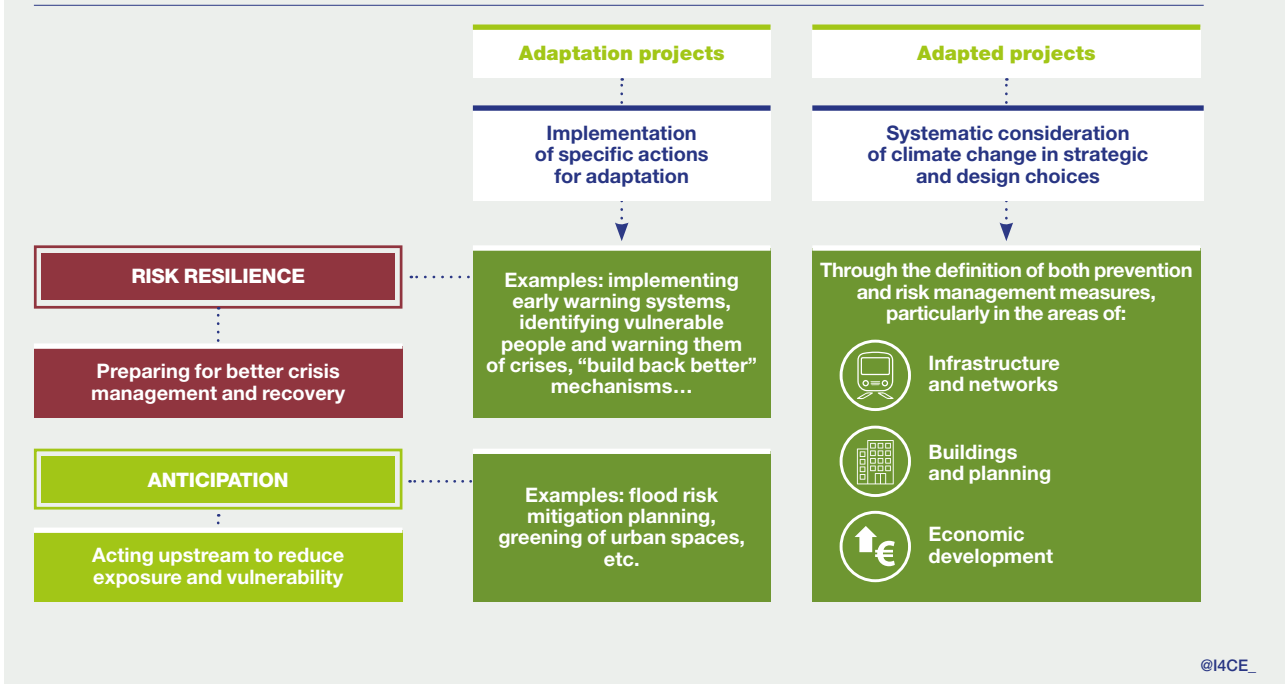 Adaptation projects
Adapted projects
Implementation
of specific actions
for adaptation
Systematic consideration
of climate change in strategic
and design choices
RISK RESILIENCE
Preparing for better crisis
management and recovery
Examples: implementing
early warning systems,
identifying vulnerable
people and warning them
of crises, “build back better”
mechanisms…
Through the definition of both prevention
and risk management measures,
particularly in the areas of:
Infrastructure
and networks
Buildings
and planning
€
Economic
development
ANTICIPATION
Acting upstream to reduce
exposure and vulnerability
Examples: flood risk
mitigation planning,
greening of urban spaces,
etc.
@I4CE_